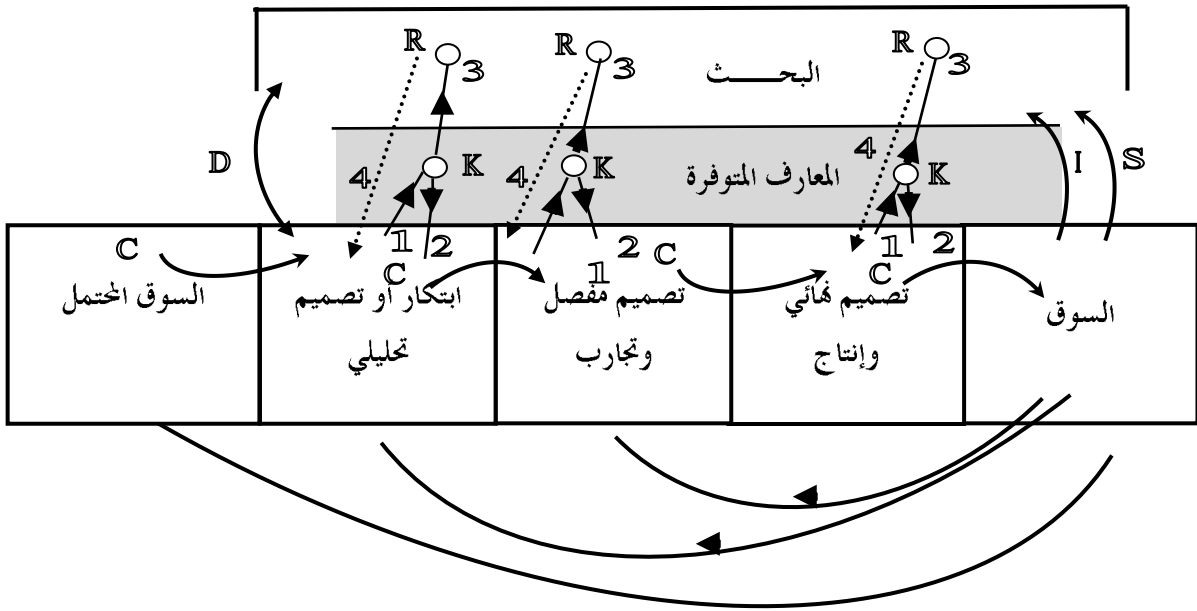 R
R
R
3
3
3
البحـــــث
D
4
K
4
K
4
K
المعارف المتوفرة
I
S
C
1
2
C
1
2
C
1
2
C
السوق المحتمل
ابتكار أو تصميم
تحليلي
تصميم مفصل
وتجارب
تصميم نهائي
وإنتاج
السوق